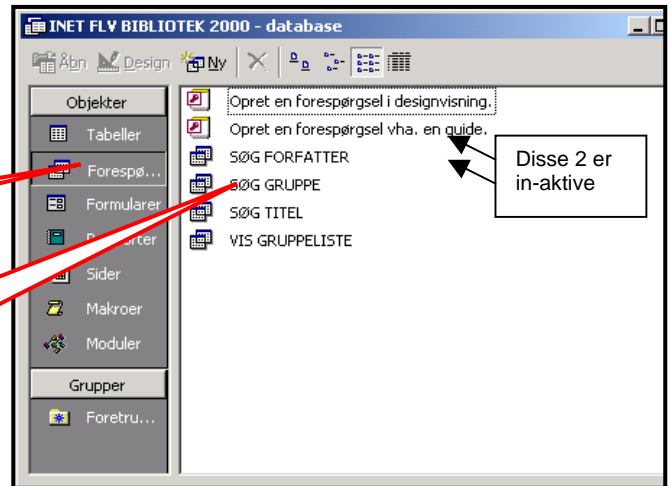 INET FLV BIBLIOTEK 2000 - database
Åbn Design Ny
Objekter
Tabeller
Forespø...
Formularer
Sider
Makroer
Moduler
Grupper
Foretru...
Opret en forespørgsel i designvisning.
Opret en forespørgsel vha. en guide.
SØG FORFATTER
SØG GRUPPE
SØG TITEL
VIS GRUPPELISTE
Disse 2 er
in-aktive